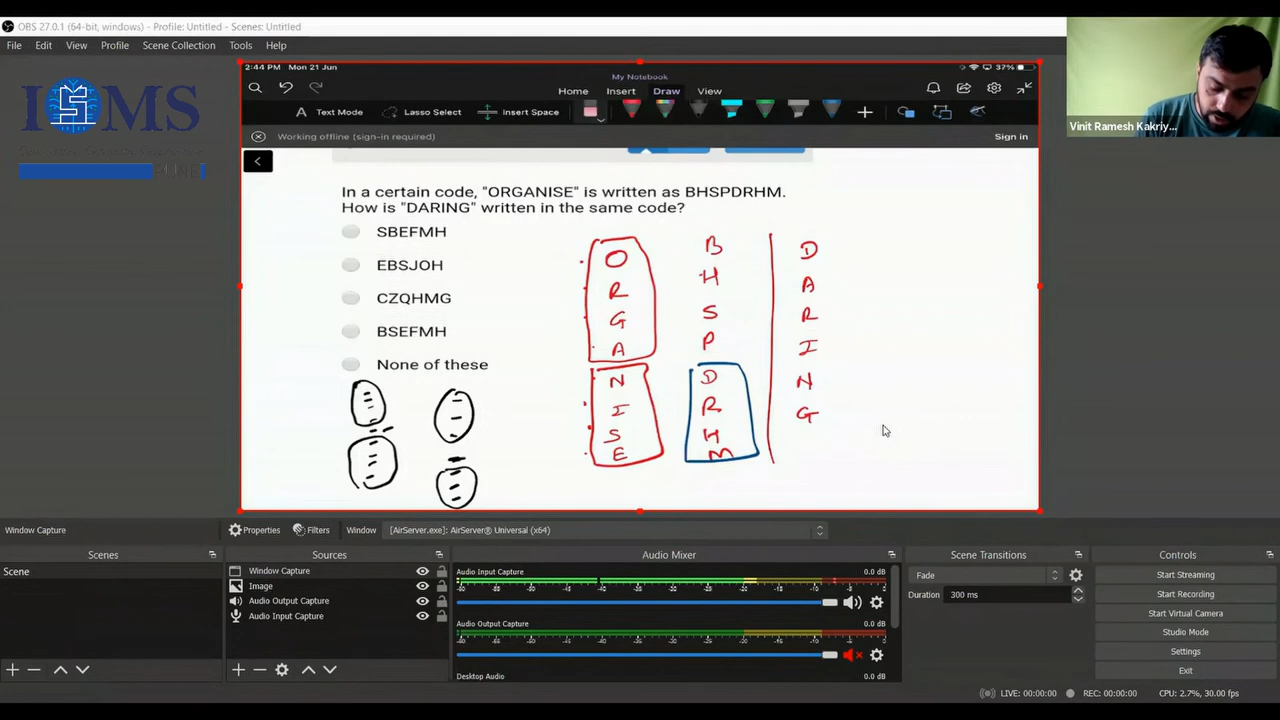 OBS 27.0.1 (64-bit, windows) - Profile: Untitled - Scenes: Untitled
File Edit View Profile Scene Collection Tools Help
2:44 PM Mon 21 Jun
37%
My Notebook
Home Insert Draw View
Text Mode Lasso Select Insert Space
Working offline (sign-in required) Sign in
Vinit Ramesh Kakriy...
In a certain code, "ORGANISE" is written as BHSPDRHM.
How is "DARING" written in the same code?
SBEFMH
EBSJOH
CZQHMG
BSEFMH
None of these
O B D
R H A
G S R
A P I
N D N
I R G
S H
E M
Window Capture Properties Filters Window [AirServer.exe]: AirServer® Universal (x64)
Scenes
Scene
Sources
Window Capture
Image
Audio Output Capture
Audio Input Capture
Audio Mixer
Audio Input Capture 0.0 dB
Audio Output Capture 0.0 dB
Desktop Audio 0.0 dB
Scene Transitions
Fade
Duration 300 ms
Controls
Start Streaming
Start Recording
Start Virtual Camera
Studio Mode
Settings
Exit
LIVE: 00:00:00 REC: 00:00:00 CPU: 2.7%, 30.00 fps